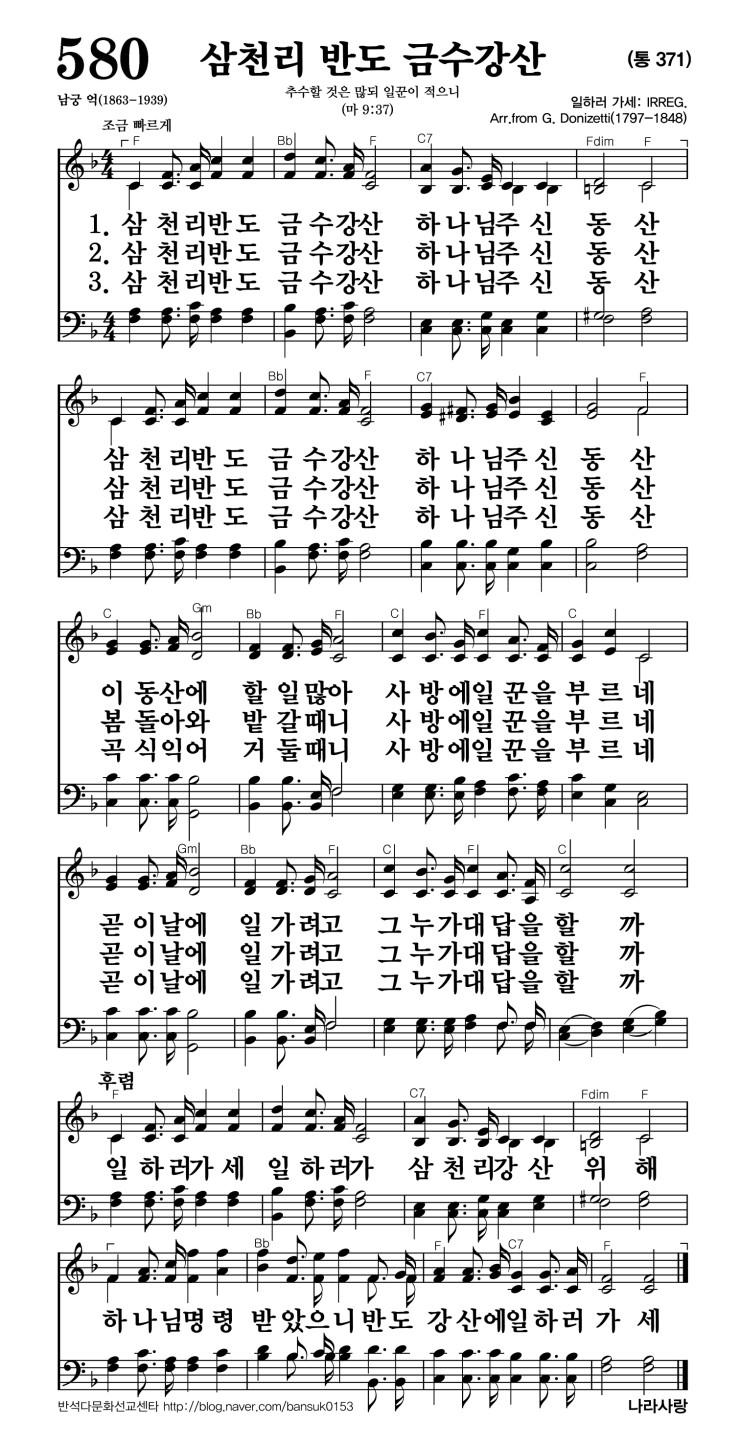 580 삼천리 반도 금수강산 (통 371)
남궁 억(1863-1939)
추수할 것은 많되 일꾼이 적으니
(마 9:37)
일하러 가세: IRREG.
Arr.from G. Donizetti(1797-1848)
조금 빠르게
F Bb F C7 Fdim F
4 4
1. 삼 천 리 반 도 금 수 강 산 하 나 님 주 신 동 산
2. 삼 천 리 반 도 금 수 강 산 하 나 님 주 신 동 산
3. 삼 천 리 반 도 금 수 강 산 하 나 님 주 신 동 산
4 4
Bb F C7 F
삼 천 리 반 도 금 수 강 산 하 나 님 주 신 동 산
삼 천 리 반 도 금 수 강 산 하 나 님 주 신 동 산
삼 천 리 반 도 금 수 강 산 하 나 님 주 신 동 산
C Gm Bb F C F C
이 동 산 에 할 일 많 아 사 방 에 일 꾼 을 부 르 네
봄 돌 아 와 밭 갈 때 니 사 방 에 일 꾼 을 부 르 네
곡 식 익 어 거 둘 때 니 사 방 에 일 꾼 을 부 르 네
Gm Bb F C F C
곧 이 날 에 일 가 려 고 그 누 가 대 답 을 할 까
곧 이 날 에 일 가 려 고 그 누 가 대 답 을 할 까
곧 이 날 에 일 가 려 고 그 누 가 대 답 을 할 까
후렴
F C7 Fdim F
일 하 러 가 세 일 하 러 가 삼 천 리 강 산 위 해
Bb F C7 F
하 나 님 명 령 받 았 으 니 반 도 강 산 에 일 하 러 가 세
반석다문화선교센타 http://blog.naver.com/bansuk0153 나라사랑